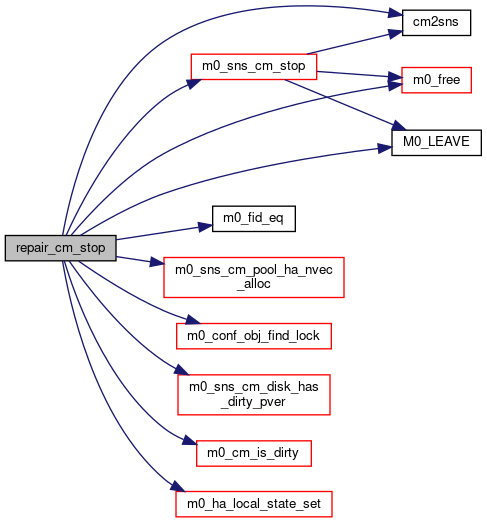 cm2sns
m0_sns_cm_stop
m0_free
M0_LEAVE
repair_cm_stop
m0_fid_eq
m0_sns_cm_pool_ha_nvec
_alloc
m0_conf_obj_find_lock
m0_sns_cm_disk_has
_dirty_pver
m0_cm_is_dirty
m0_ha_local_state_set